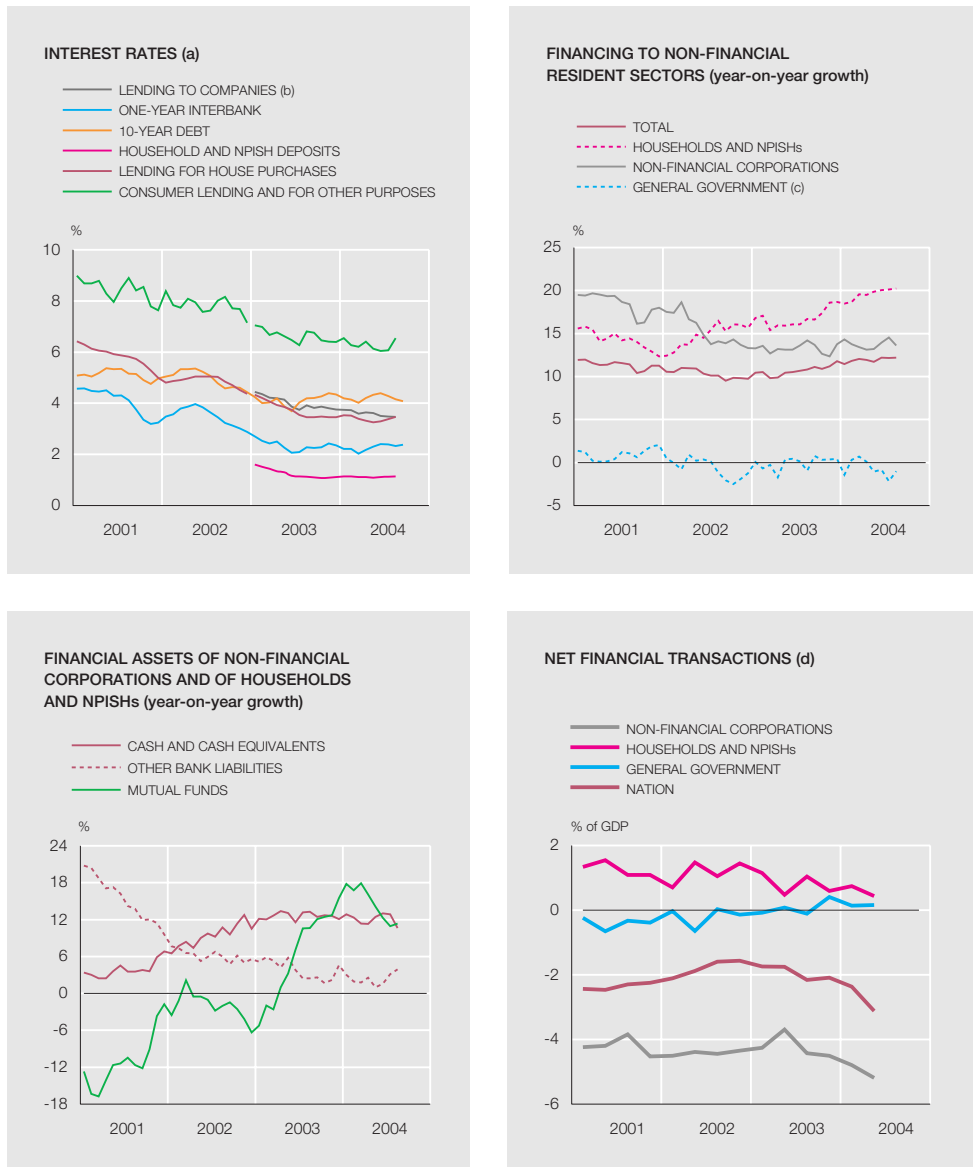 INTEREST RATES (a)
LENDING TO COMPANIES (b)
ONE-YEAR INTERBANK
10-YEAR DEBT
HOUSEHOLD AND NPISH DEPOSITS
LENDING FOR HOUSE PURCHASES
CONSUMER LENDING AND FOR OTHER PURPOSES
%
10
8
6
4
2
0
2001 2002 2003 2004
FINANCING TO NON-FINANCIAL
RESIDENT SECTORS (year-on-year growth)
TOTAL
HOUSEHOLDS AND NPISHs
NON-FINANCIAL CORPORATIONS
GENERAL GOVERNMENT (c)
%
25
20
15
10
5
0
-5
2001 2002 2003 2004
FINANCIAL ASSETS OF NON-FINANCIAL
CORPORATIONS AND OF HOUSEHOLDS
AND NPISHs (year-on-year growth)
CASH AND CASH EQUIVALENTS
OTHER BANK LIABILITIES
MUTUAL FUNDS
%
24
18
12
6
0
-6
-12
-18
2001 2002 2003 2004
NET FINANCIAL TRANSACTIONS (d)
NON-FINANCIAL CORPORATIONS
HOUSEHOLDS AND NPISHs
GENERAL GOVERNMENT
NATION
% of GDP
2
0
-2
-4
-6
2001 2002 2003 2004